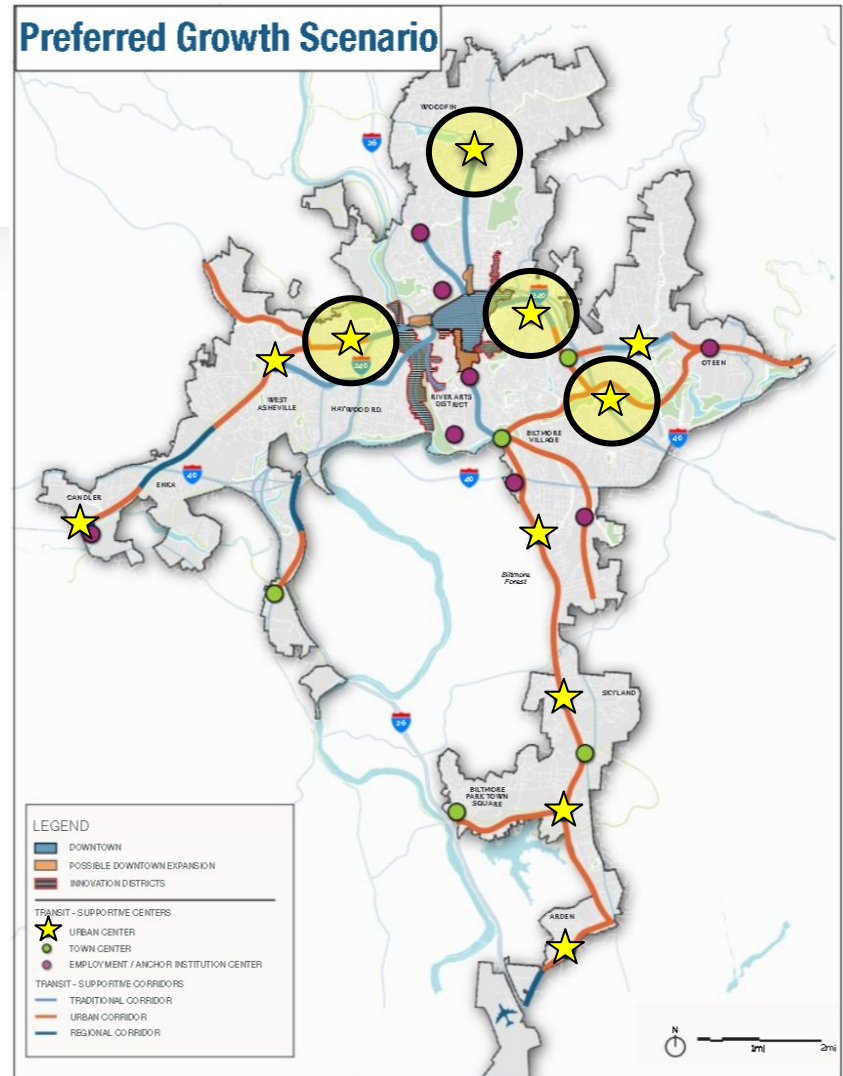 Preferred Growth Scenario
WOODFIN
26
240
240
OTEEN
WEST
ASHEVILLE
HAYWOOD RD.
RIVER ARTS
DISTRICT
BILTMORE
VILLAGE
40
40
40
CANDLER
ENKA
Biltmore
Forest
SKYLAND
26
BILTMORE
PARK TOWN
SQUARE
ARDEN
LEGEND
DOWNTOWN
POSSIBLE DOWNTOWN EXPANSION
INNOVATION DISTRICTS
TRANSIT - SUPPORTIVE CENTERS
URBAN CENTER
TOWN CENTER
EMPLOYMENT / ANCHOR INSTITUTION CENTER
TRANSIT - SUPPORTIVE CORRIDORS
TRADITIONAL CORRIDOR
URBAN CORRIDOR
REGIONAL CORRIDOR
N
1mi
2mi